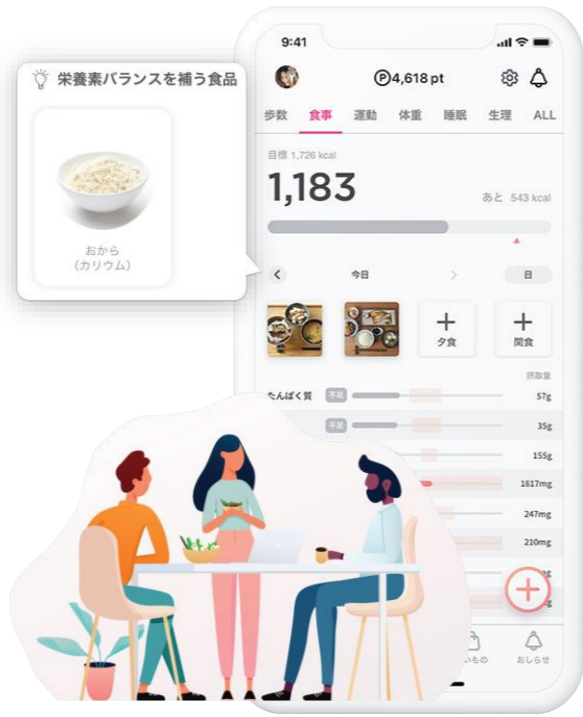 栄養素バランスを補う食品
おから
(カリウム)
9:41
P 4,618 pt
歩数 食事 運動 体重 睡眠 生理 ALL
目標 1,726 kcal
1,183
あと 543 kcal
今日
日
夕食 間食
摂取量
たんぱく質 不足 57g
不足 35g
155g
1817mg
247mg
210mg
おしらせ